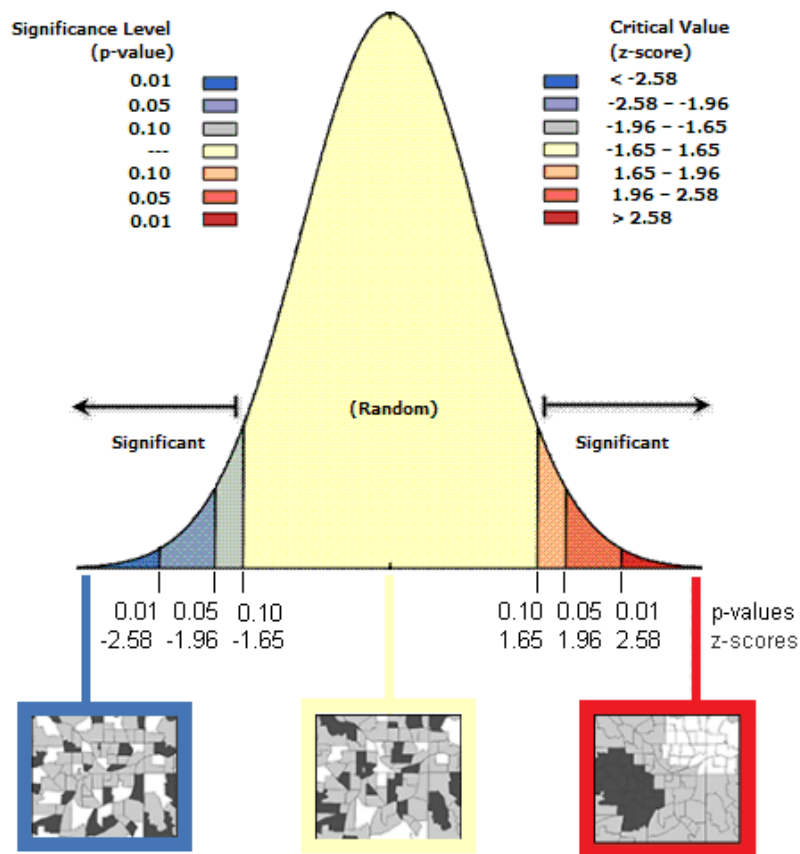 Significance Level
(p-value)
0.01
0.05
0.10
---
0.10
0.05
0.01
Critical Value
(z-score)
< -2.58
-2.58 – -1.96
-1.96 – -1.65
-1.65 – 1.65
1.65 – 1.96
1.96 – 2.58
> 2.58
Significant
(Random)
Significant
0.01 0.05 0.10 0.10 0.05 0.01 p-values
-2.58 -1.96 -1.65 1.65 1.96 2.58 z-scores